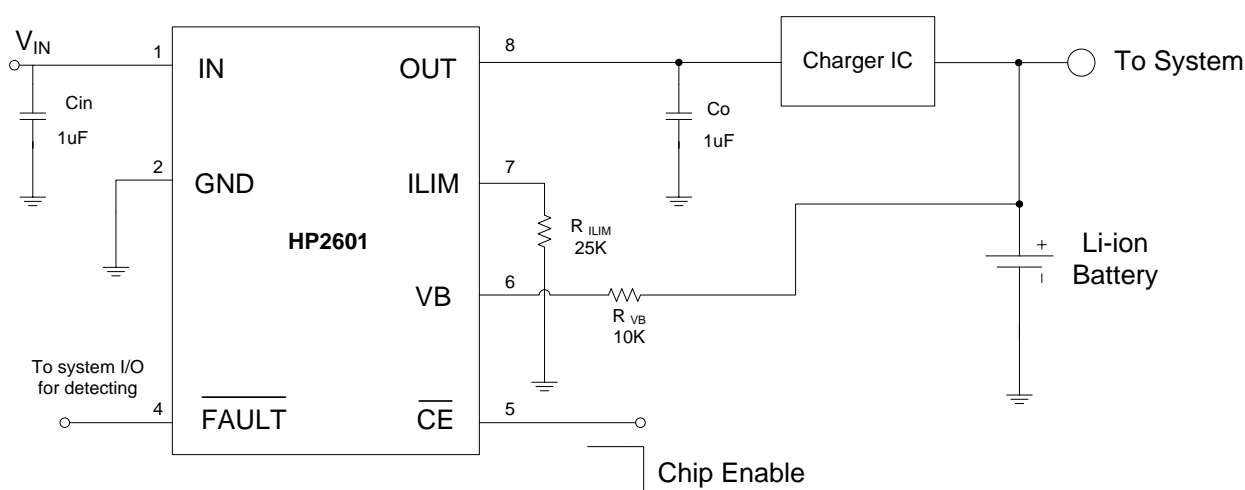 V_IN
1
IN
Cin
1uF
2
GND
HP2601
To system I/O
for detecting
4
FAULT
OUT
8
ILIM
7
VB
6
CE
5
Co
1uF
R ILIM
25K
R VB
10K
Chip Enable
Charger IC
To System
+
Li-ion
Battery
−